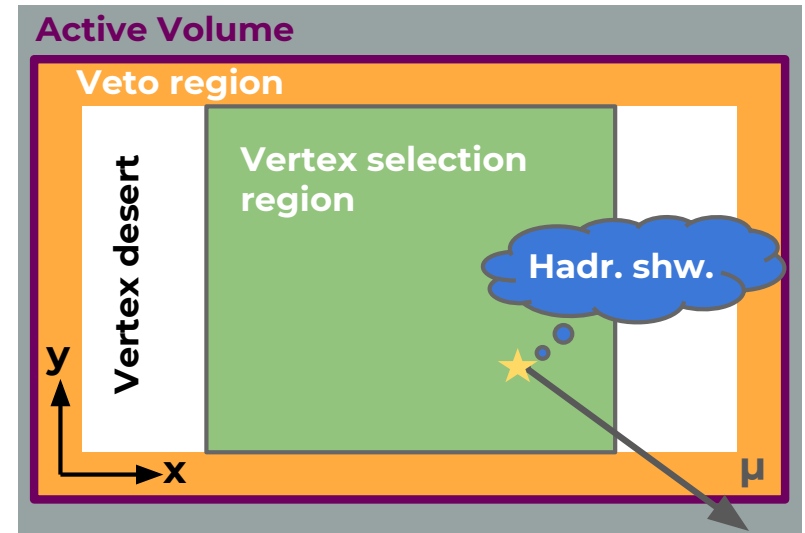 Active Volume
Veto region
Vertex selection
region
Vertex desert
Hadr. shw.
y
x
μ